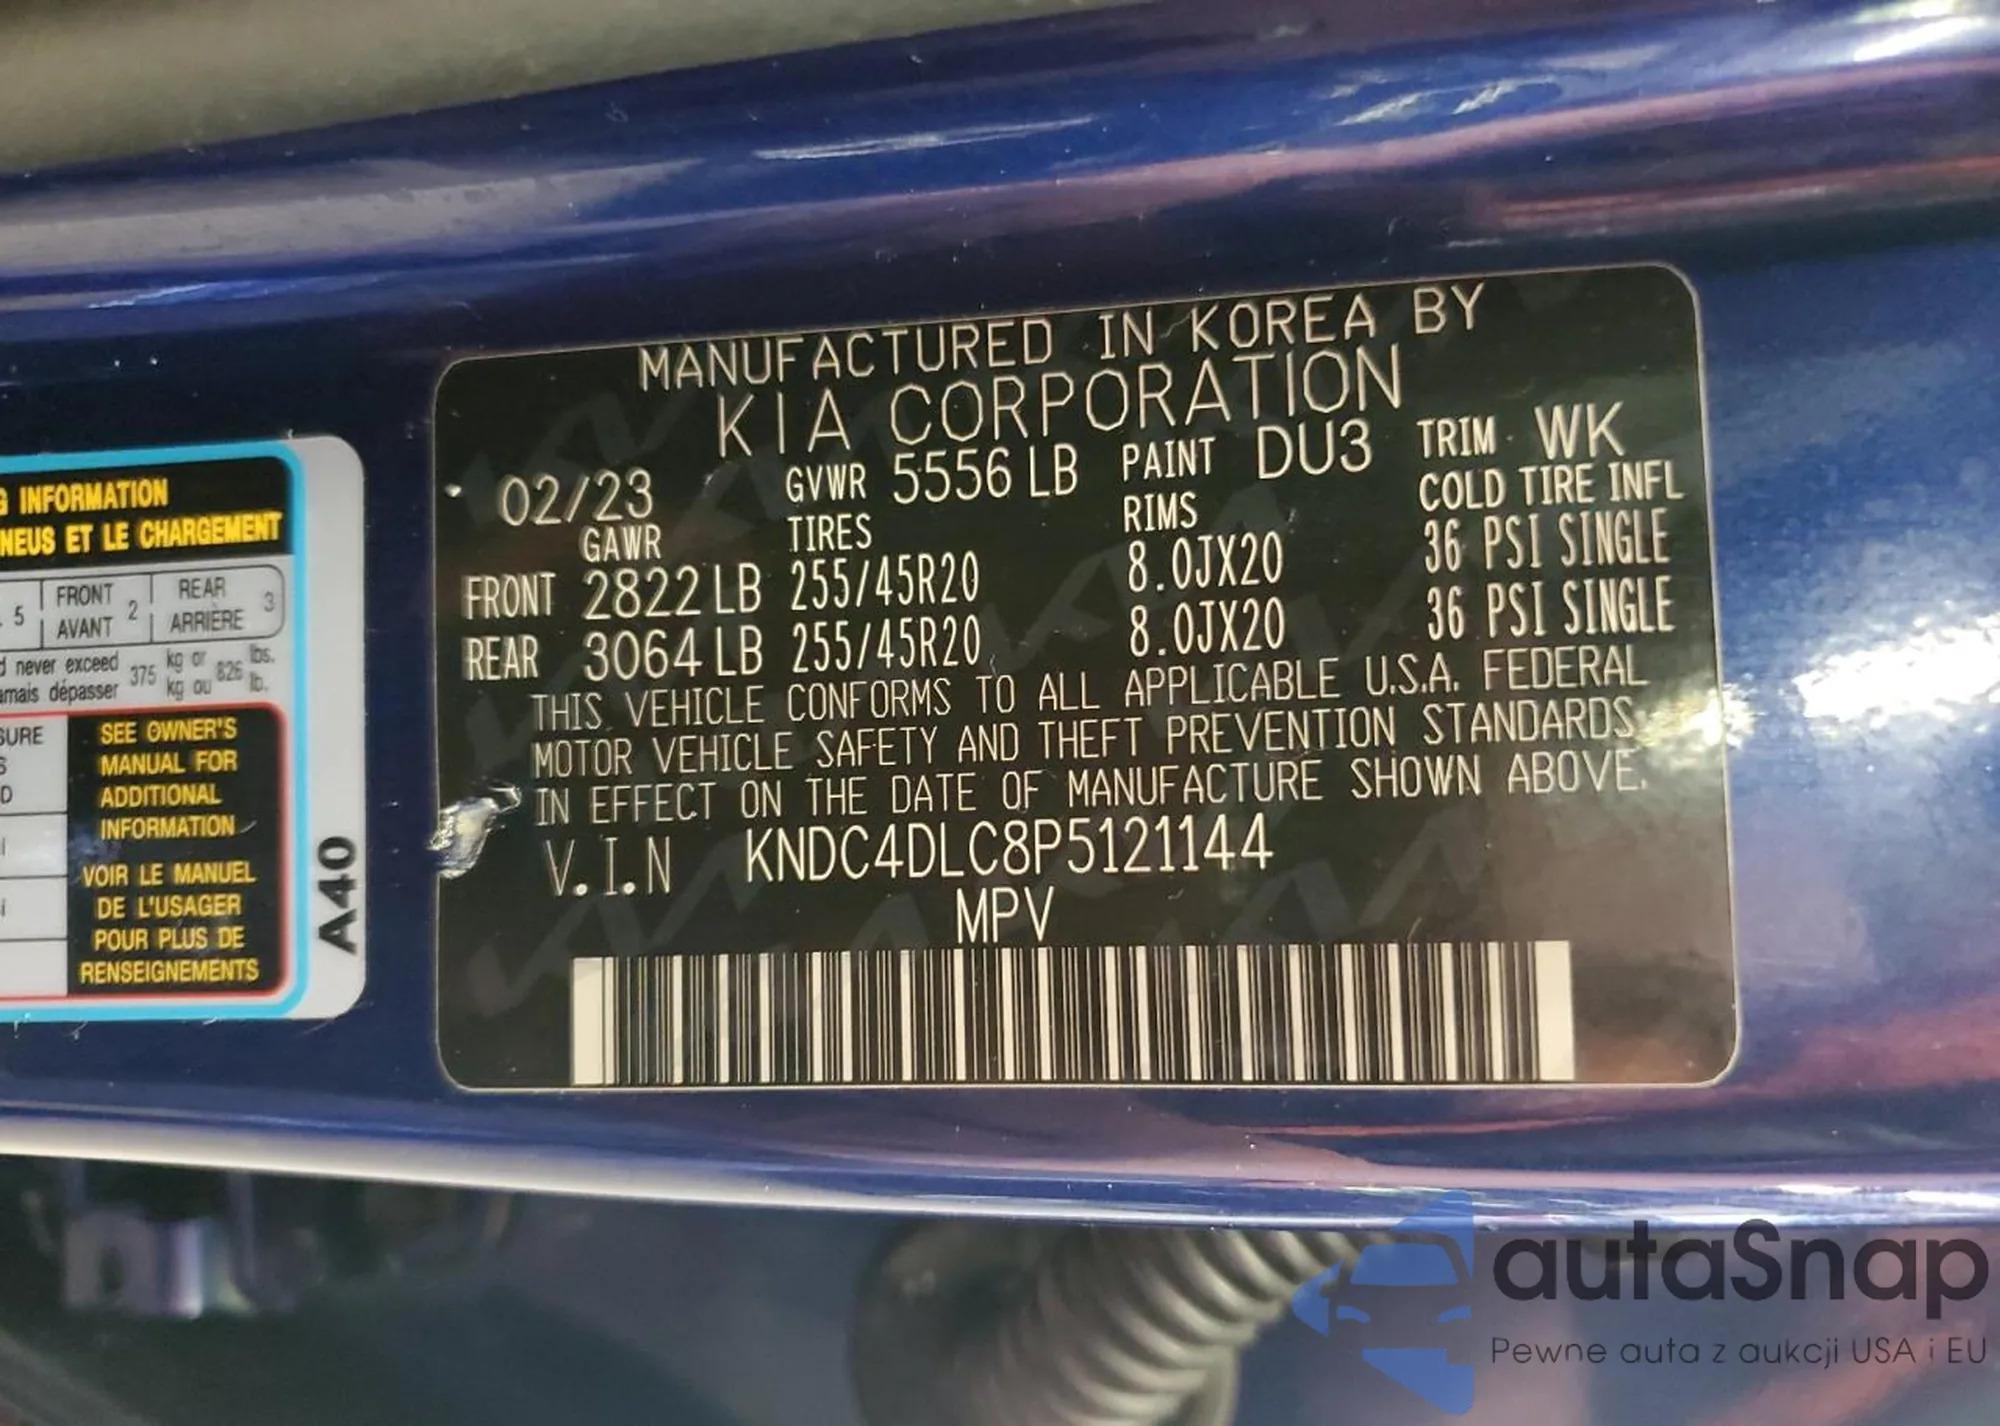 G INFORMATION
NEUS ET LE CHARGEMENT
5 FRONT AVANT 2 REAR ARRIÈRE 3
d never exceed 375 kg or 826 lbs.
amais dépasser kg ou lb.
SURE
S
D
i
i
SEE OWNER'S
MANUAL FOR
ADDITIONAL
INFORMATION
VOIR LE MANUEL
DE L'USAGER
POUR PLUS DE
RENSEIGNEMENTS
A40
MANUFACTURED IN KOREA BY
KIA CORPORATION
02/23 GVWR 5556 LB PAINT DU3 TRIM WK
GAWR TIRES RIMS COLD TIRE INFL
FRONT 2822 LB 255/45R20 8.0JX20 36 PSI SINGLE
REAR 3064 LB 255/45R20 8.0JX20 36 PSI SINGLE
THIS VEHICLE CONFORMS TO ALL APPLICABLE U.S.A. FEDERAL
MOTOR VEHICLE SAFETY AND THEFT PREVENTION STANDARDS
IN EFFECT ON THE DATE OF MANUFACTURE SHOWN ABOVE.
V.I.N KNDC4DLC8P5121144
MPV
autaSnap
Pewne auta z aukcji USA i EU